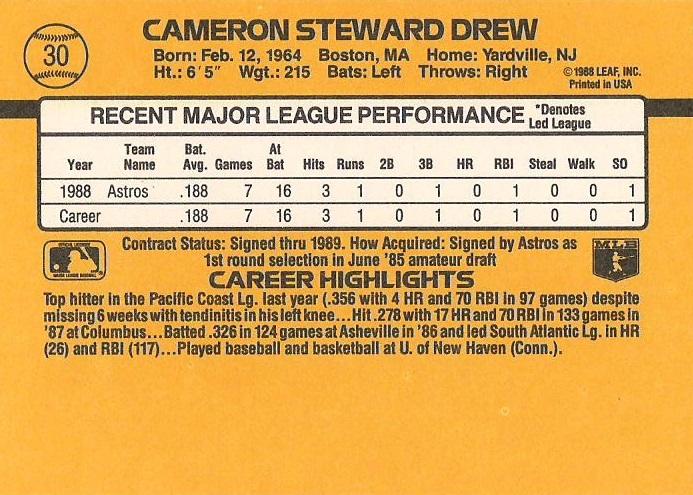 30
CAMERON STEWARD DREW
Born: Feb. 12, 1964 Boston, MA Home: Yardville, NJ
Ht.: 6'5" Wgt.: 215 Bats: Left Throws: Right
©1988 LEAF, INC.
Printed in USA
RECENT MAJOR LEAGUE PERFORMANCE *Denotes Led League
Year Team Name Bat. Avg. Games At Bat Hits Runs 2B 3B HR RBI Steal Walk SO
1988 Astros .188 7 16 3 1 0 1 0 1 0 0 1
Career .188 7 16 3 1 0 1 0 1 0 0 1
Contract Status: Signed thru 1989. How Acquired: Signed by Astros as
1st round selection in June '85 amateur draft
MLB
CAREER HIGHLIGHTS
Top hitter in the Pacific Coast Lg. last year (.356 with 4 HR and 70 RBI in 97 games) despite
missing 6 weeks with tendinitis in his left knee...Hit .278 with 17 HR and 70 RBI in 133 games in
'87 at Columbus...Batted .326 in 124 games at Asheville in '86 and led South Atlantic Lg. in HR
(26) and RBI (117)...Played baseball and basketball at U. of New Haven (Conn.).